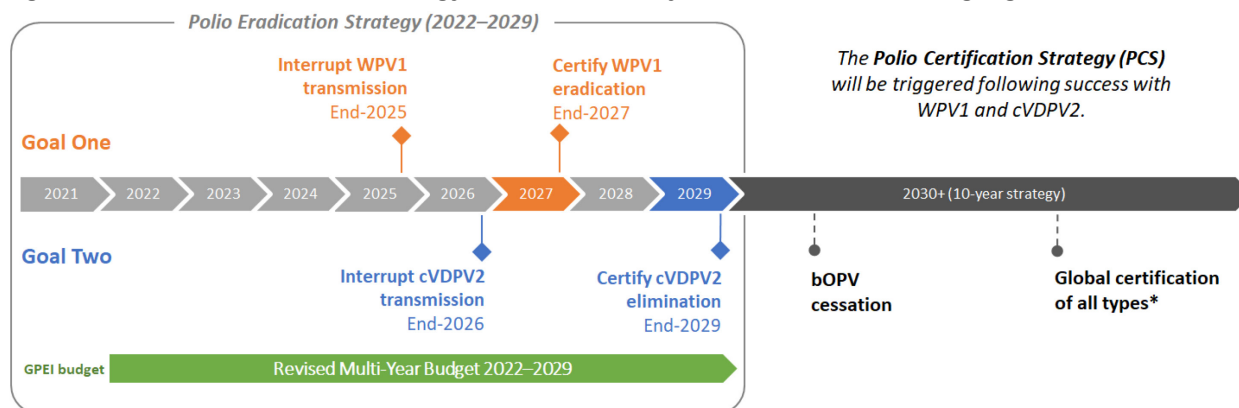 Polio Eradication Strategy (2022–2029)
Interrupt WPV1
transmission
End-2025
Certify WPV1
eradication
End-2027
The Polio Certification Strategy (PCS)
will be triggered following success with
WPV1 and cVDPV2.
Goal One
2021
2022
2023
2024
2025
2026
2027
2028
2029
2030+ (10-year strategy)
Goal Two
Interrupt cVDPV2
transmission
End-2026
Certify cVDPV2
elimination
End-2029
bOPV
cessation
Global certification
of all types*
GPEI budget
Revised Multi-Year Budget 2022–2029